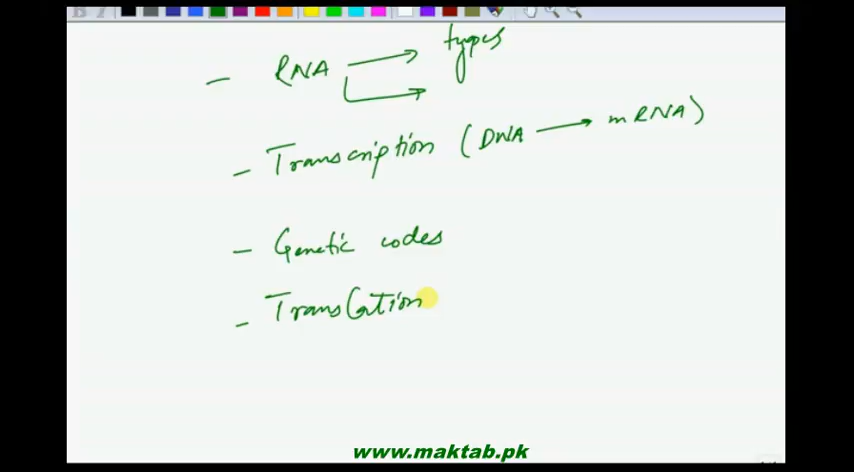 - RNA → types
- Transcription (DNA → mRNA)
- Genetic codes
- Translation
www.maktab.pk